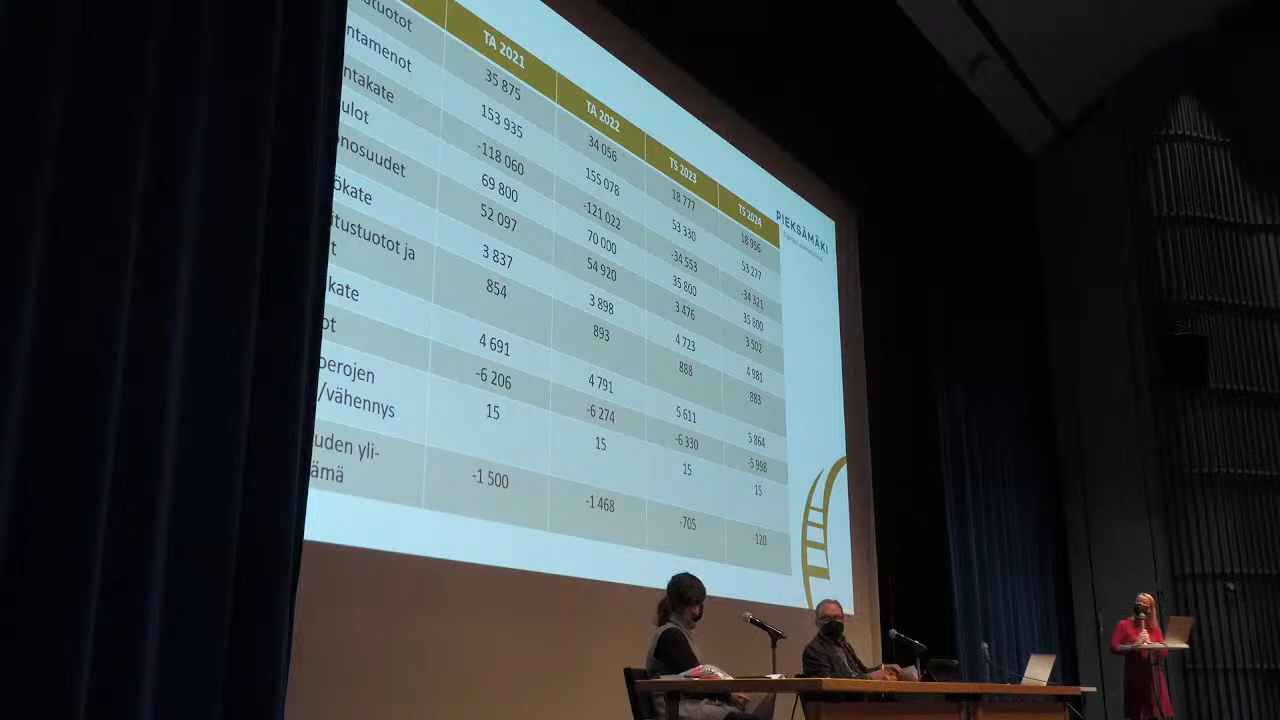 TA 2021 TA 2022 TS 2023 TS 2024
tuotot 35 875 34 056 18 777 18 956
ntamenot 153 935 155 078 53 330 53 277
ntakate -118 060 -121 022 -34 553 -34 321
ulot 69 800 70 000 35 800 35 800
onosuudet 52 097 54 920 3 476 3 502
ökate 3 837 3 898 4 723 4 981
itustuotot ja
t 854 893 888 883
kate 4 691 4 791 5 611 5 864
ot -6 206 -6 274 -6 330 -5 998
oerojen
/vähennys 15 15 15 15
uden yli-
ämä -1 500 -1 468 -705 -120
PIEKSÄMÄKI